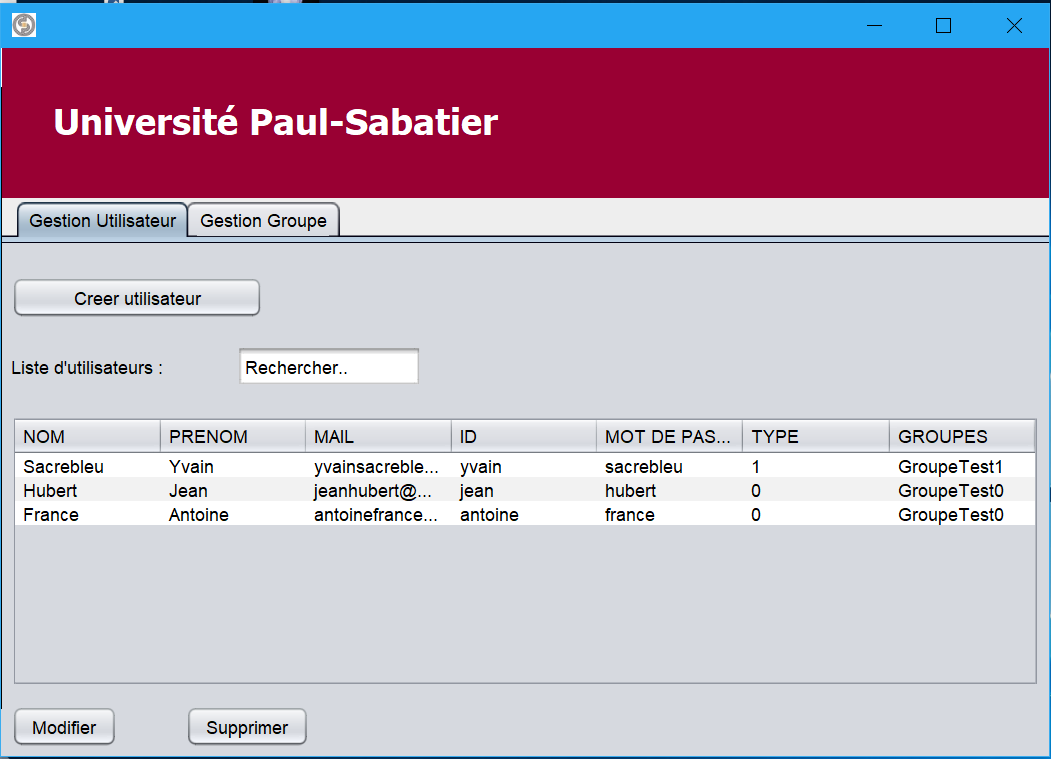 Université Paul-Sabatier
Gestion Utilisateur Gestion Groupe
Creer utilisateur
Liste d'utilisateurs : Rechercher..
NOM PRENOM MAIL ID MOT DE PAS... TYPE GROUPES
Sacrebleu Yvain yvainsacreble... yvain sacrebleu 1 GroupeTest1
Hubert Jean jeanhubert@... jean hubert 0 GroupeTest0
France Antoine antoinefrance... antoine france 0 GroupeTest0
Modifier Supprimer